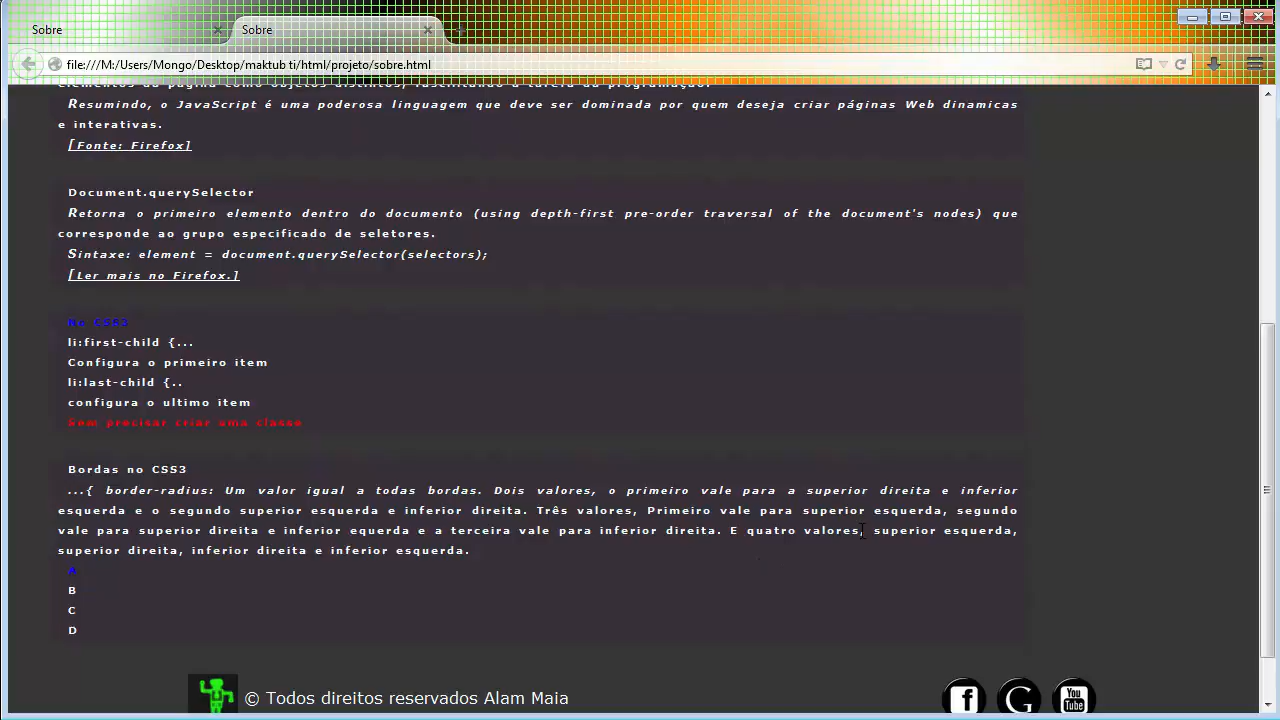 Sobre
Sobre
file:///M:/Users/Mongo/Desktop/maktub ti/html/projeto/sobre.html
Resumindo, o JavaScript é uma poderosa linguagem que deve ser dominada por quem deseja criar páginas Web dinamicas
e interativas.
[Fonte: Firefox]
Document.querySelector
Retorna o primeiro elemento dentro do documento (using depth-first pre-order traversal of the document's nodes) que
corresponde ao grupo especificado de seletores.
Sintaxe: element = document.querySelector(selectors);
[Ler mais no Firefox.]
No CSS3
li:first-child {...
Configura o primeiro item
li:last-child {..
configura o ultimo item
Sem precisar criar uma classe
Bordas no CSS3
...{ border-radius: Um valor igual a todas bordas. Dois valores, o primeiro vale para a superior direita e inferior
esquerda e o segundo superior esquerda e inferior direita. Três valores, Primeiro vale para superior esquerda, segundo
vale para superior direita e inferior equerda e a terceira vale para inferior direita. E quatro valores, superior esquerda,
superior direita, inferior direita e inferior esquerda.
A
B
C
D
© Todos direitos reservados Alam Maia
f
G
You
Tube